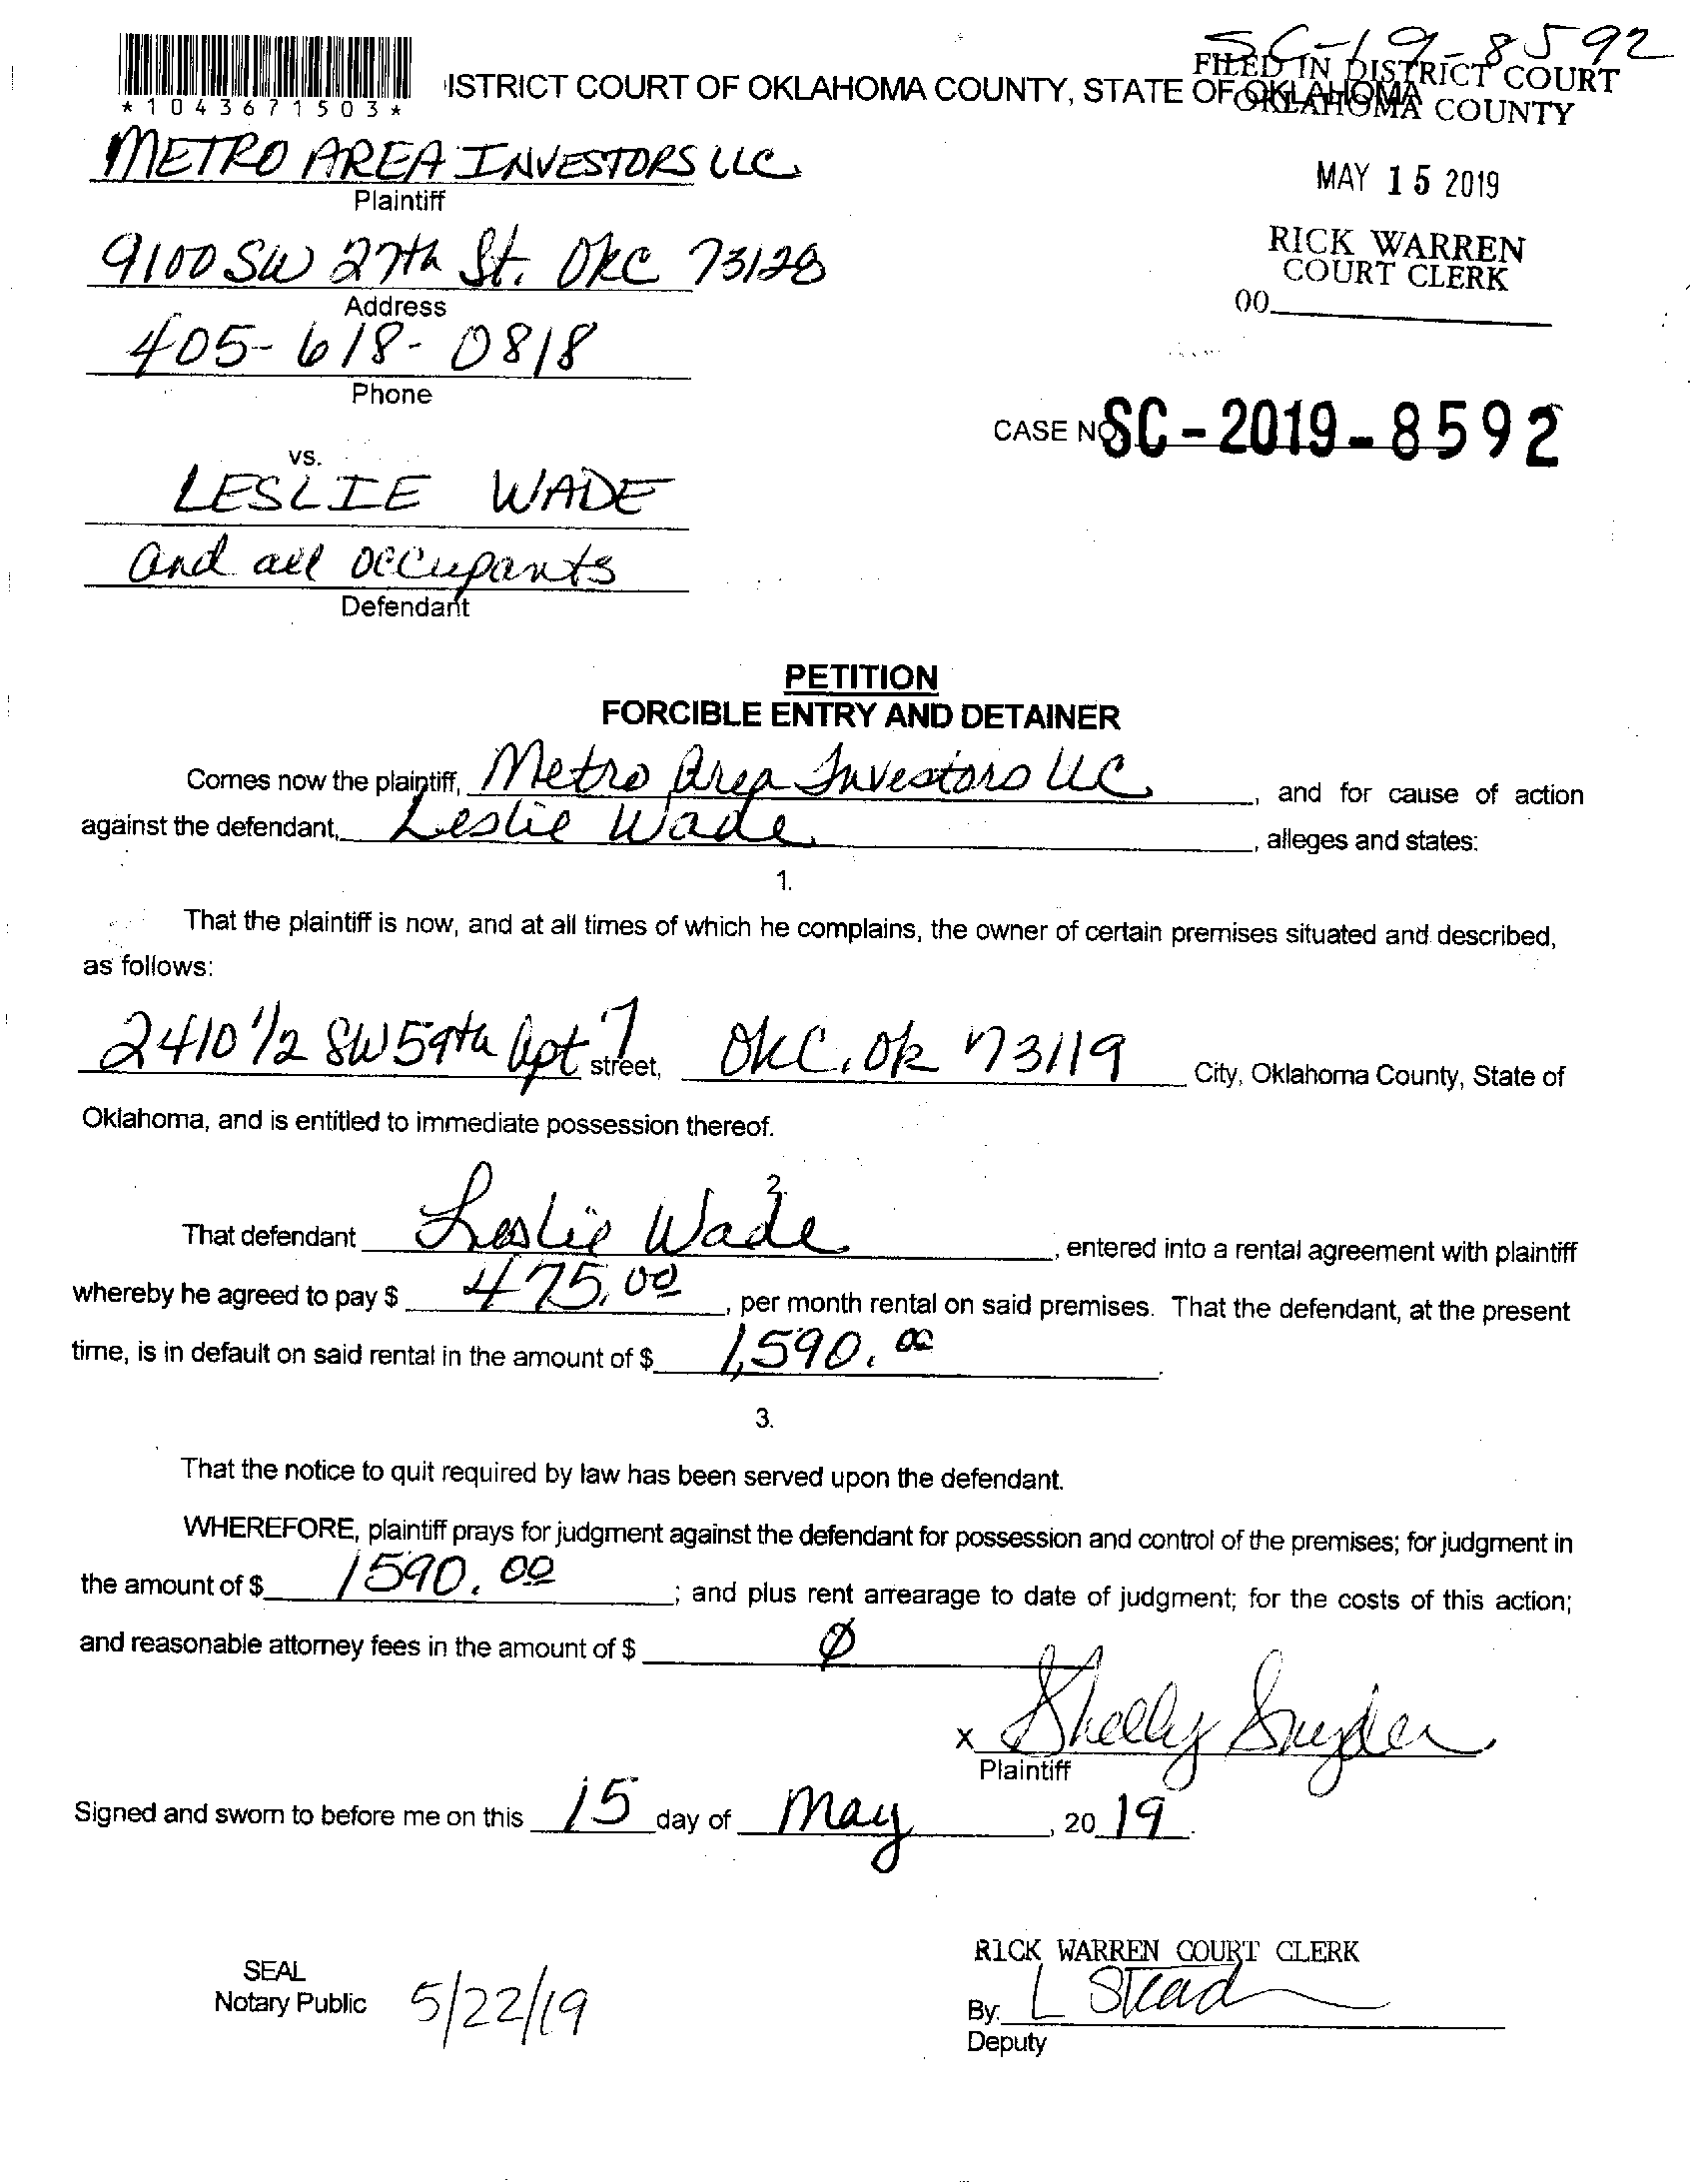 SC-19-8592
*1043671503*
ISTRICT COURT OF OKLAHOMA COUNTY, STATE OF OKLAHOMA
FILED IN DISTRICT COURT
OKLAHOMA COUNTY
METRO AREA INVESTORS LLC
Plaintiff
MAY 15 2019
9100 SW 27th St. OKC 73128
Address
RICK WARREN
COURT CLERK
00
405-618-0818
Phone
CASE NO. SC-2019-8592
vs.
LESLIE WADE
and all occupants
Defendant
PETITION
FORCIBLE ENTRY AND DETAINER
Comes now the plaintiff, Metro Area Investors LLC, and for cause of action
against the defendant, Leslie Wade, alleges and states:
1.
That the plaintiff is now, and at all times of which he complains, the owner of certain premises situated and described,
as follows:
2410 1/2 SW 59th Apt 7 street, OKC, OK 73119 City, Oklahoma County, State of
Oklahoma, and is entitled to immediate possession thereof.
2.
That defendant Leslie Wade, entered into a rental agreement with plaintiff
whereby he agreed to pay $ 475.00, per month rental on said premises. That the defendant, at the present
time, is in default on said rental in the amount of $ 1,590.00.
3.
That the notice to quit required by law has been served upon the defendant.
WHEREFORE, plaintiff prays for judgment against the defendant for possession and control of the premises; for judgment in
the amount of $ 1590.00; and plus rent arrearage to date of judgment; for the costs of this action;
and reasonable attorney fees in the amount of $ Ø
x Shelly Snyder
Plaintiff
Signed and sworn to before me on this 15 day of May, 2019.
RICK WARREN COURT CLERK
SEAL
Notary Public 5/22/19
By: L Stead
Deputy